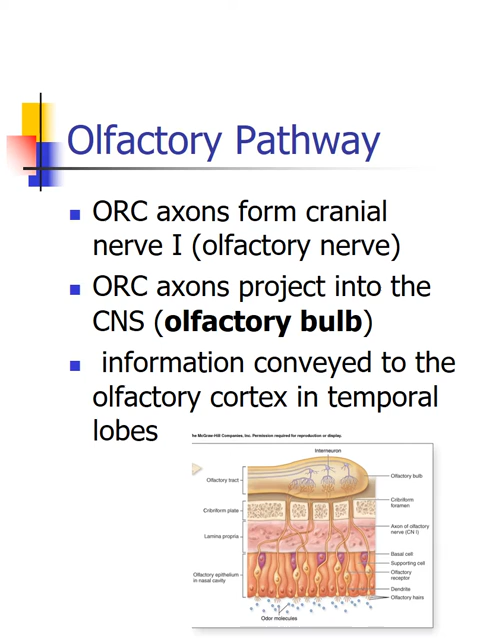 Olfactory Pathway
ORC axons form cranial
nerve I (olfactory nerve)
ORC axons project into the
CNS (olfactory bulb)
information conveyed to the
olfactory cortex in temporal
lobes
he McGraw-Hill Companies, Inc. Permission required for reproduction or display.
Interneuron
Olfactory tract
Olfactory bulb
Cribriform plate
Cribriform
foramen
Lamina propria
Axon of olfactory
nerve (CN I)
Basal cell
Supporting cell
Olfactory epithelium
in nasal cavity
Olfactory
receptor
Dendrite
Olfactory hairs
Odor molecules